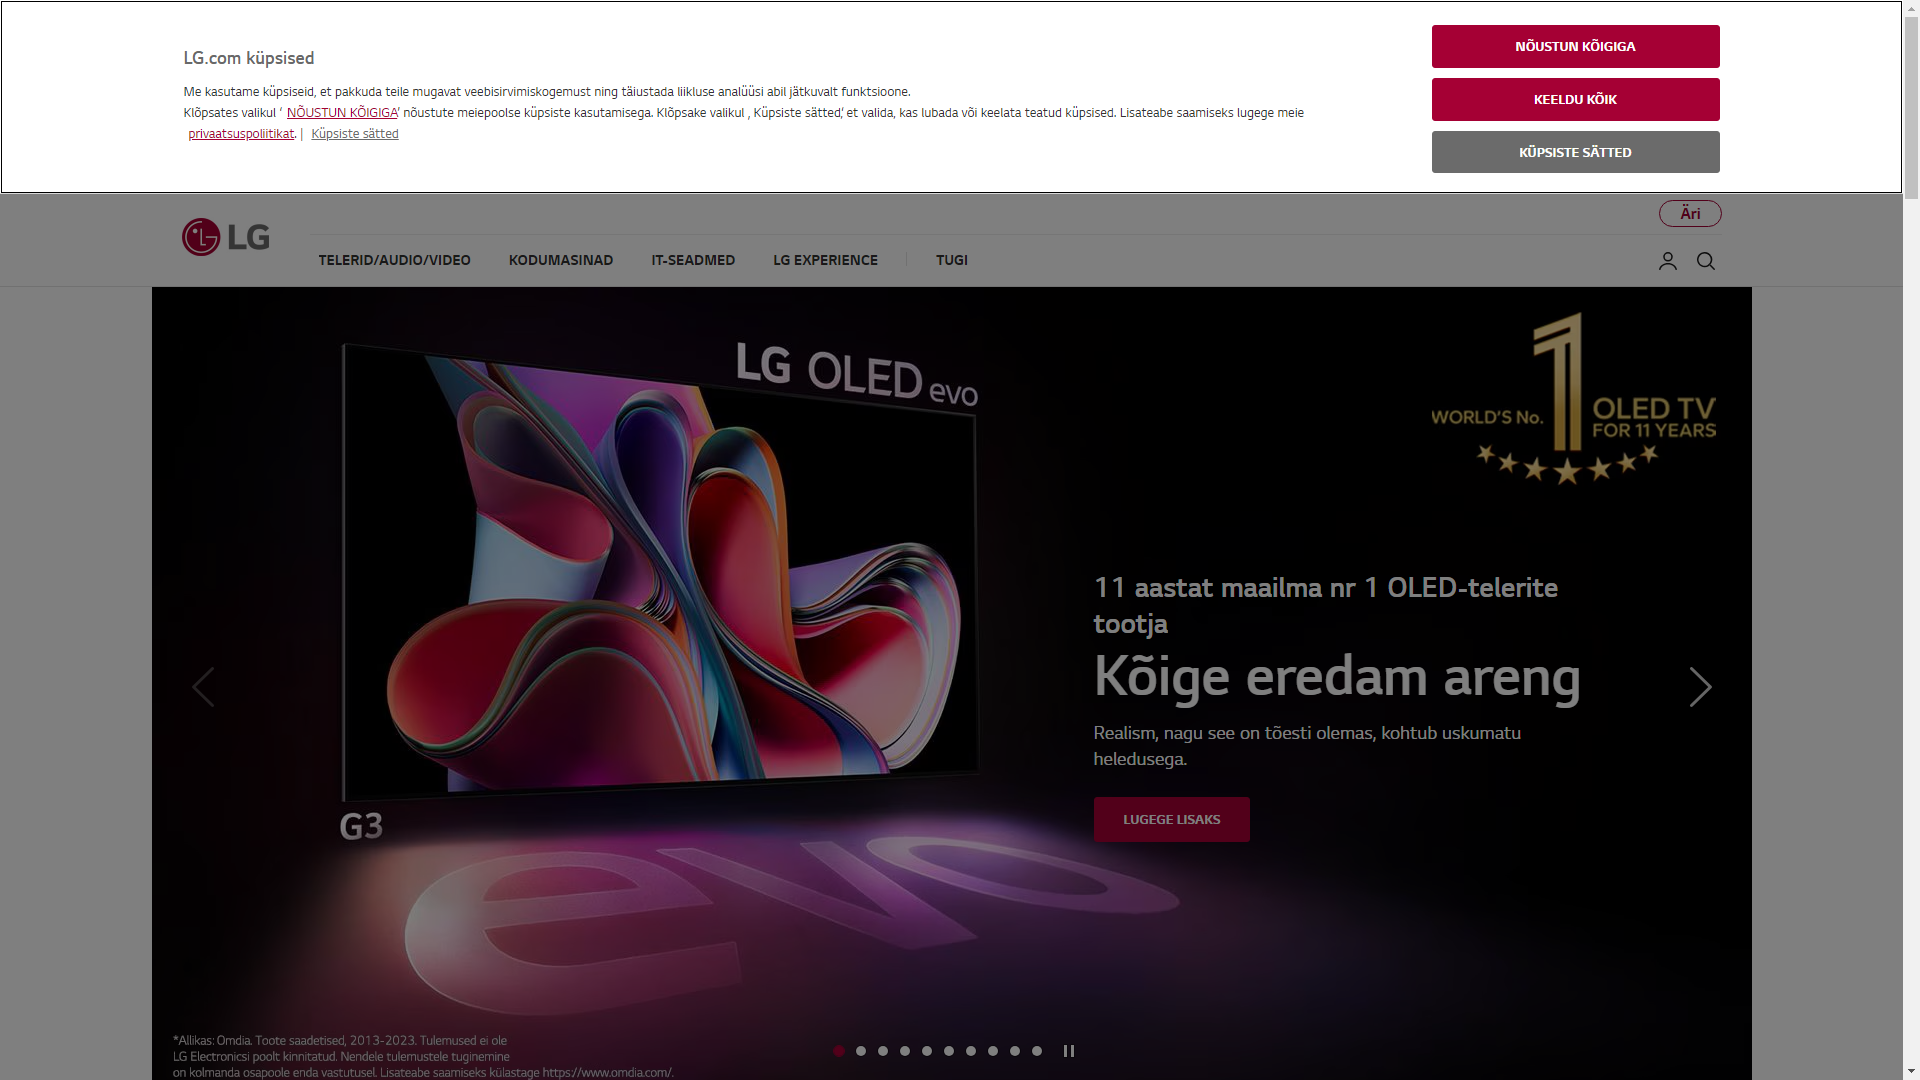 LG.com küpsised
Me kasutame küpsiseid, et pakkuda teile mugavat veebisirvimiskogemust ning täiustada liikluse analüüsi abil jätkuvalt funktsioone.
Klõpsates valikul ‘ NÕUSTUN KÕIGIGA’ nõustute meiepoolse küpsiste kasutamisega. Klõpsake valikul ‚ Küpsiste sätted,‘ et valida, kas lubada või keelata teatud küpsised. Lisateabe saamiseks lugege meie
privaatsuspoliitikat. | Küpsiste sätted
NÕUSTUN KÕIGIGA
KEELDU KÕIK
KÜPSISTE SÄTTED
Äri
LG
TELERID/AUDIO/VIDEO KODUMASINAD IT-SEADMED LG EXPERIENCE TUGI
LG OLED evo
WORLD'S No. 1 OLED TV
FOR 11 YEARS
11 aastat maailma nr 1 OLED-telerite
tootja
Kõige eredam areng
Realism, nagu see on tõesti olemas, kohtub uskumatu
heledusega.
LUGEGE LISAKS
G3
evo
*Allikas: Omdia. Toote saadetised, 2013-2023. Tulemused ei ole
LG Electronicsi poolt kinnitatud. Nendele tulemustele tuginemine
on kolmanda osapoole enda vastutusel. Lisateabe saamiseks külastage https://www.omdia.com/.